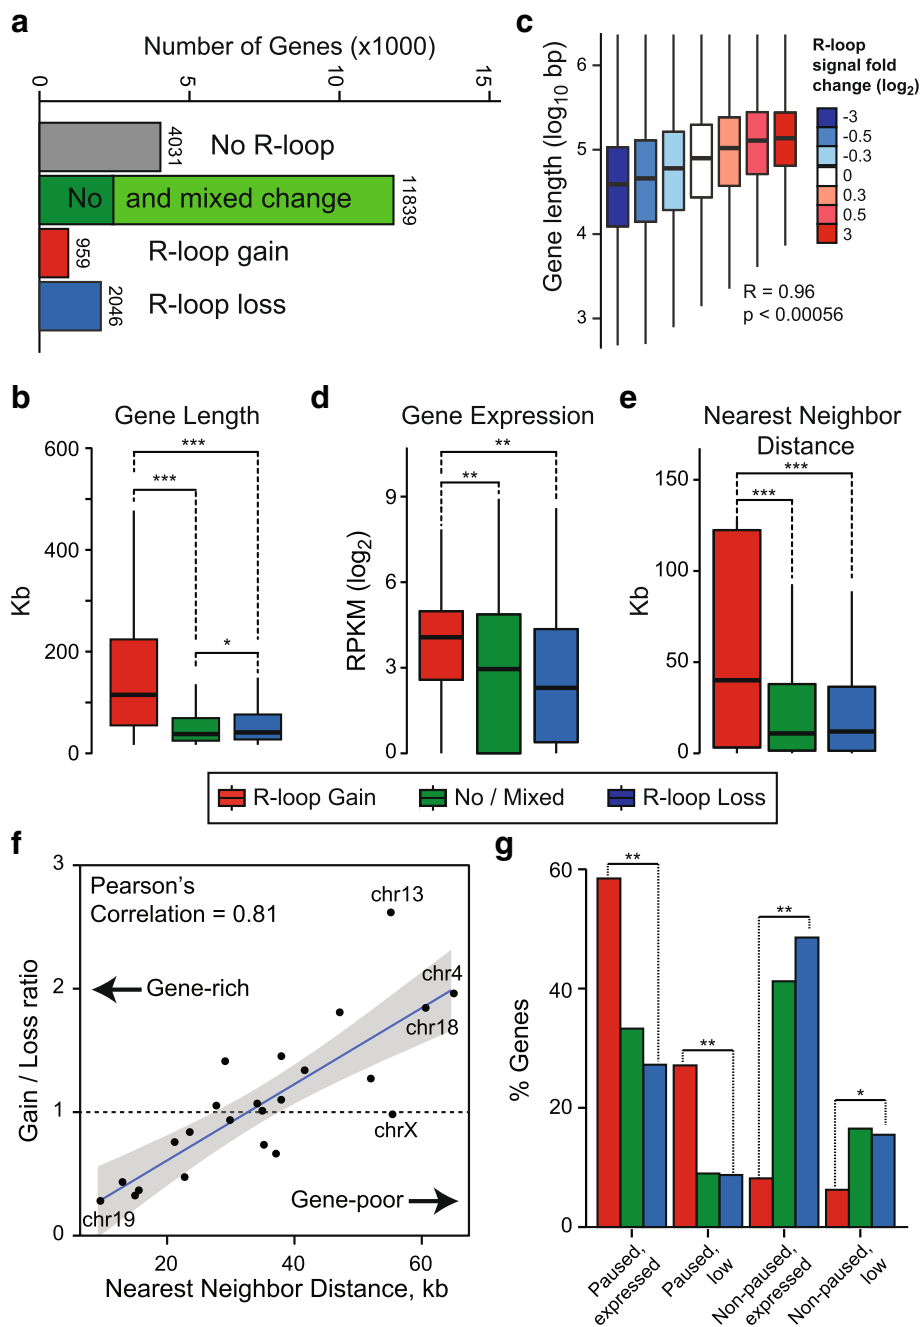 a
Number of Genes (x1000)
0
5
10
15
4031
No R-loop
No and mixed change
11839
959
R-loop gain
2046
R-loop loss
c
Gene length (log10 bp)
6
5
4
3
R-loop
signal fold
change (log2)
-3
-0.5
-0.3
0
0.3
0.5
3
R = 0.96
p < 0.00056
b
Gene Length
Kb
600
400
200
0
***
***
*
d
Gene Expression
RPKM (log2)
9
6
3
0
**
**
e
Nearest Neighbor
Distance
Kb
150
100
50
0
***
***
R-loop Gain
No / Mixed
R-loop Loss
f
Gain / Loss ratio
3
2
1
0
Pearson's
Correlation = 0.81
chr13
Gene-rich
chr4
chr18
chrX
Gene-poor
chr19
20
40
60
Nearest Neighbor Distance, kb
g
% Genes
60
40
20
0
**
**
**
*
Paused,
expressed
Paused,
low
Non-paused,
expressed
Non-paused,
low